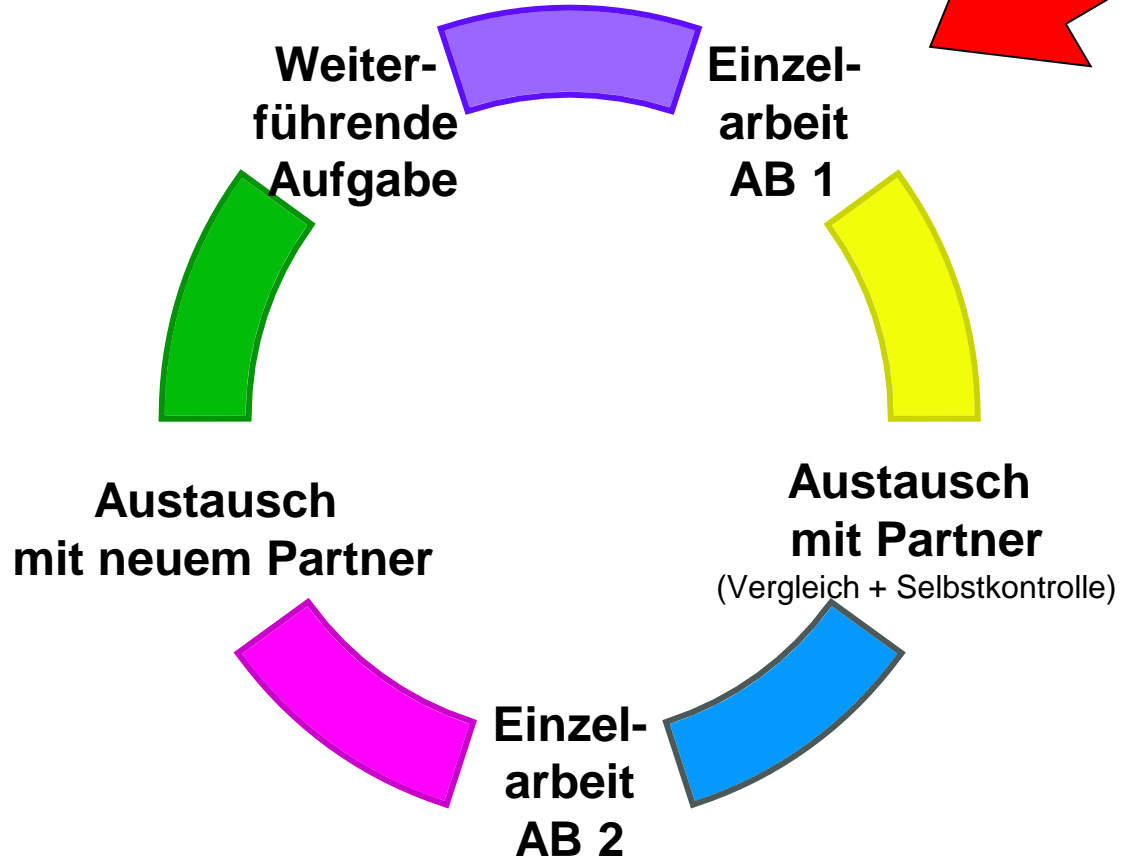 Weiter-
führende
Aufgabe
Einzel-
arbeit
AB 1
Austausch
mit Partner
(Vergleich + Selbstkontrolle)
Einzel-
arbeit
AB 2
Austausch
mit neuem Partner